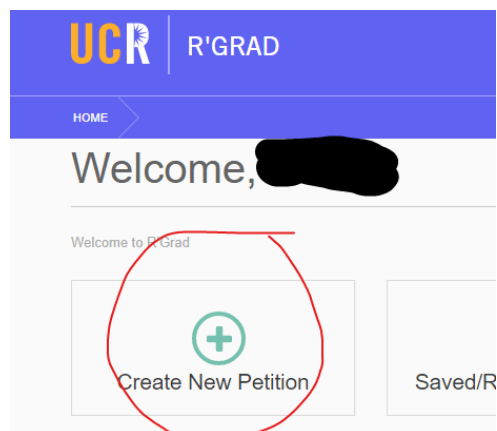 UCR R'GRAD
HOME
Welcome,
Welcome to R'Grad
Create New Petition
Saved/R